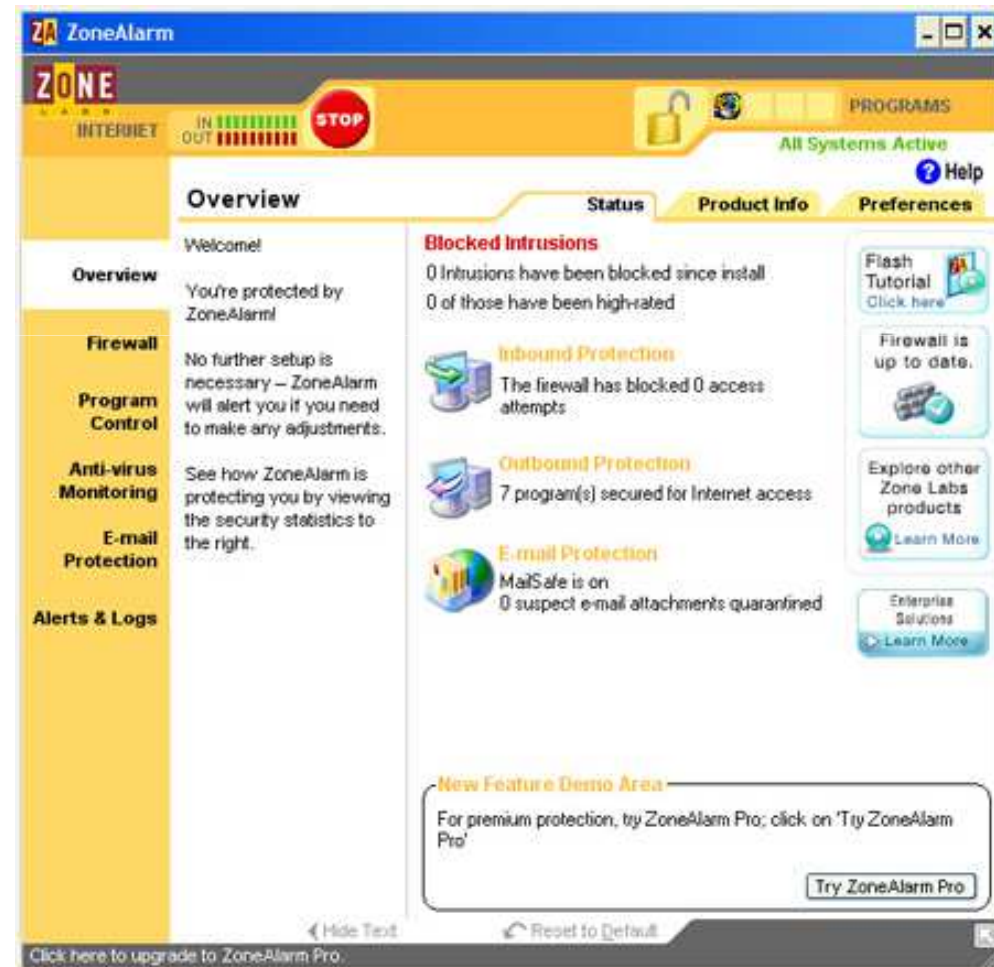 ZA ZoneAlarm
ZONE
LABS
INTERNET
IN
OUT
STOP
PROGRAMS
All Systems Active
? Help
Overview
Status
Product Info
Preferences
Overview
Firewall
Program
Control
Anti-virus
Monitoring
E-mail
Protection
Alerts & Logs
Welcome!
You're protected by
ZoneAlarm!
No further setup is
necessary – ZoneAlarm
will alert you if you need
to make any adjustments.
See how ZoneAlarm is
protecting you by viewing
the security statistics to
the right.
Blocked Intrusions
0 Intrusions have been blocked since install
0 of those have been high-rated
Inbound Protection
The firewall has blocked 0 access
attempts
Outbound Protection
7 program(s) secured for Internet access
E-mail Protection
MailSafe is on
0 suspect e-mail attachments quarantined
Flash
Tutorial
Click here
Firewall is
up to date.
Explore other
Zone Labs
products
Learn More
Enterprise
Solutions
Learn More
New Feature Demo Area
For premium protection, try ZoneAlarm Pro; click on 'Try ZoneAlarm
Pro'
Try ZoneAlarm Pro
Hide Text
Reset to Default
Click here to upgrade to ZoneAlarm Pro.